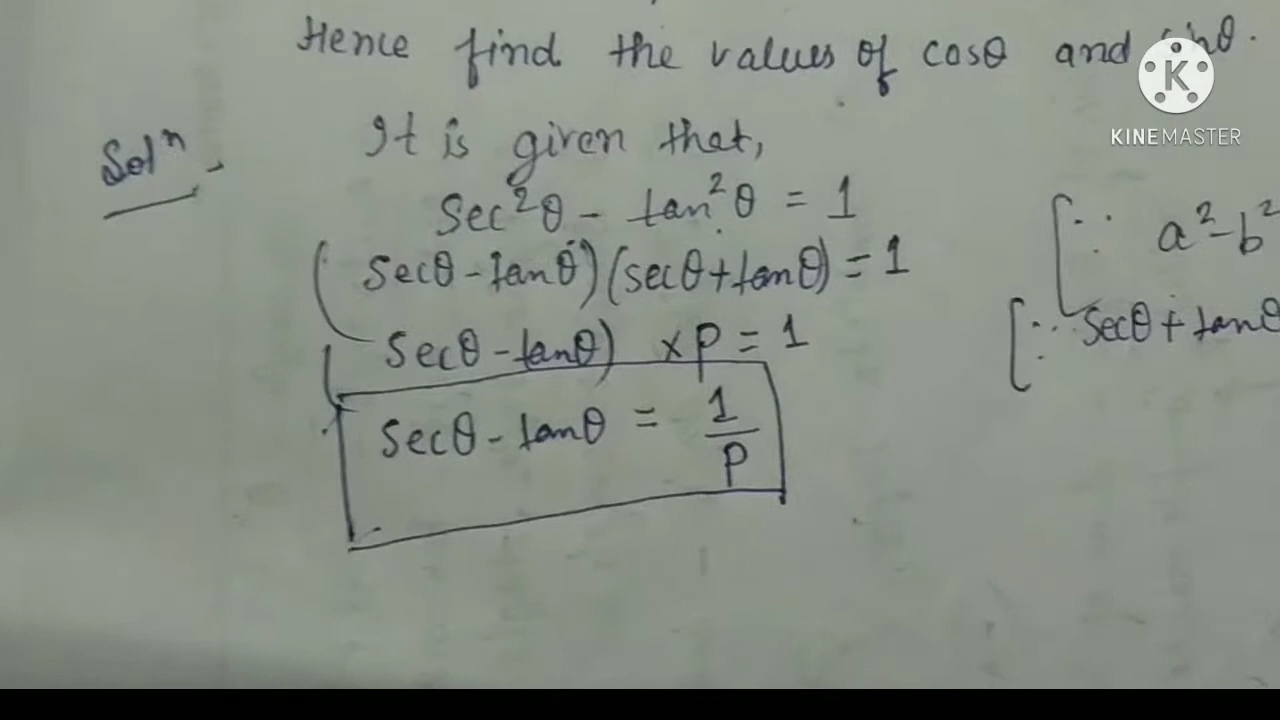 Hence find the values of cosθ and
K
KINEMASTER
Solⁿ.
It is given that,
Sec²θ - tan²θ = 1
[∵ a²-b²
(secθ-tanθ)(secθ+tanθ) = 1
[∵ secθ + tanθ
secθ - tanθ) × p = 1
secθ - tanθ = 1/p